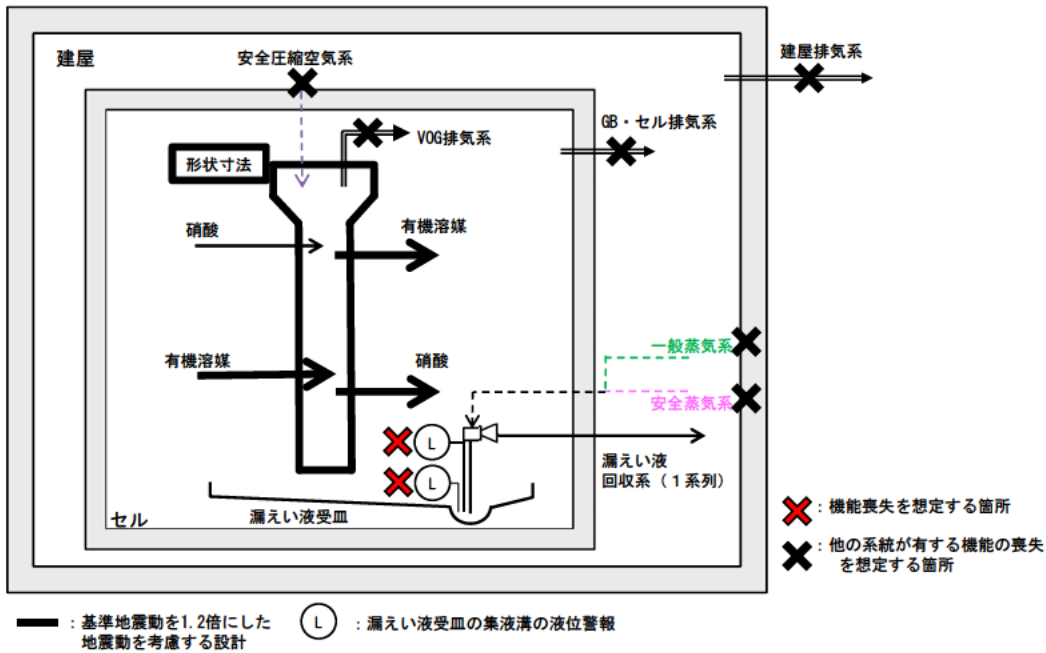 建屋
安全圧縮空気系
建屋排気系
VOG排気系
GB・セル排気系
形状寸法
硝酸
有機溶媒
有機溶媒
硝酸
一般蒸気系
安全蒸気系
L
L
漏えい液
回収系（１系列）
漏えい液受皿
セル
：機能喪失を想定する箇所
：他の系統が有する機能の喪失
を想定する箇所
：基準地震動を1.2倍にした
地震動を考慮する設計
L
：漏えい液受皿の集液溝の液位警報